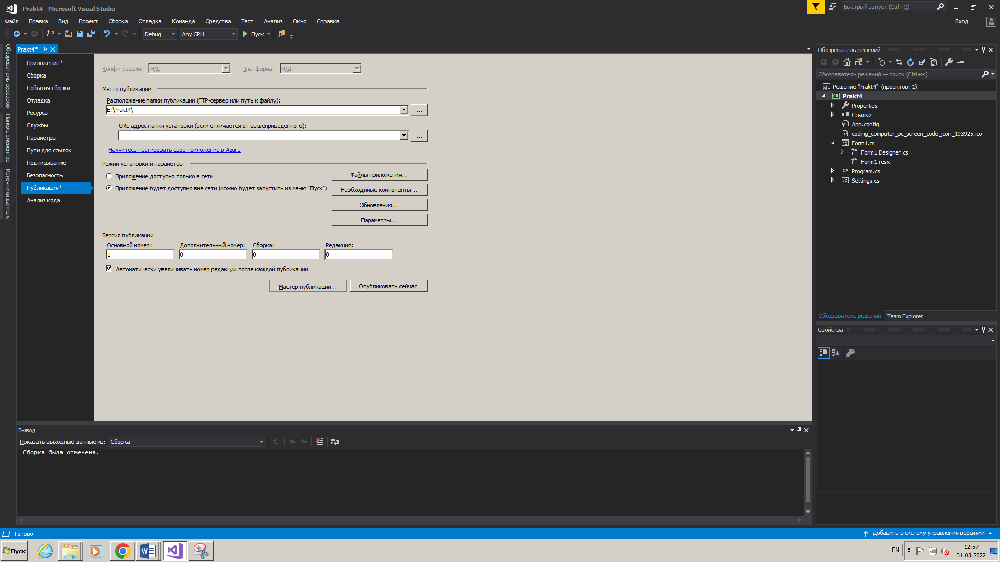 Prakt4 - Microsoft Visual Studio
Быстрый запуск (Ctrl+Q)
Файл Правка Вид Проект Сборка Отладка Команда Средства Тест Анализ Окно Справка
Вход
Debug Any CPU Пуск
Обозреватель серверов
Панель элементов
Источники данных
Prakt4*
Приложение*
Сборка
События сборки
Отладка
Ресурсы
Службы
Параметры
Пути для ссылок
Подписывание
Безопасность
Публикация*
Анализ кода
Конфигурация: Н/Д Платформа: Н/Д
Место публикации
Расположение папки публикации (FTP-сервер или путь к файлу):
E:\Prakt4\
...
URL-адрес папки установки (если отличается от вышеприведенного):
...
Научитесь тестировать свое приложение в Azure
Режим установки и параметры
Приложение доступно только в сети
Приложение будет доступно вне сети (можно будет запустить из меню "Пуск")
Файлы приложения...
Необходимые компоненты...
Обновления...
Параметры...
Версия публикации
Основной номер: Дополнительный номер: Сборка: Редакция:
1 0 0 0
Автоматически увеличивать номер редакции после каждой публикации
Мастер публикации... Опубликовать сейчас
Вывод
Показать выходные данные из: Сборка
Сборка была отменена.
Обозреватель решений
Обозреватель решений — поиск (Ctrl+ж)
Решение "Prakt4" (проектов: 1)
C# Prakt4
Properties
Ссылки
App.config
coding_computer_pc_screen_code_icon_193925.ico
Form1.cs
Form1.Designer.cs
Form1.resx
C# Program.cs
Settings.cs
Обозреватель решений Team Explorer
Свойства
Готово
Добавить в систему управления версиями
Пуск
EN
12:57
31.03.2022